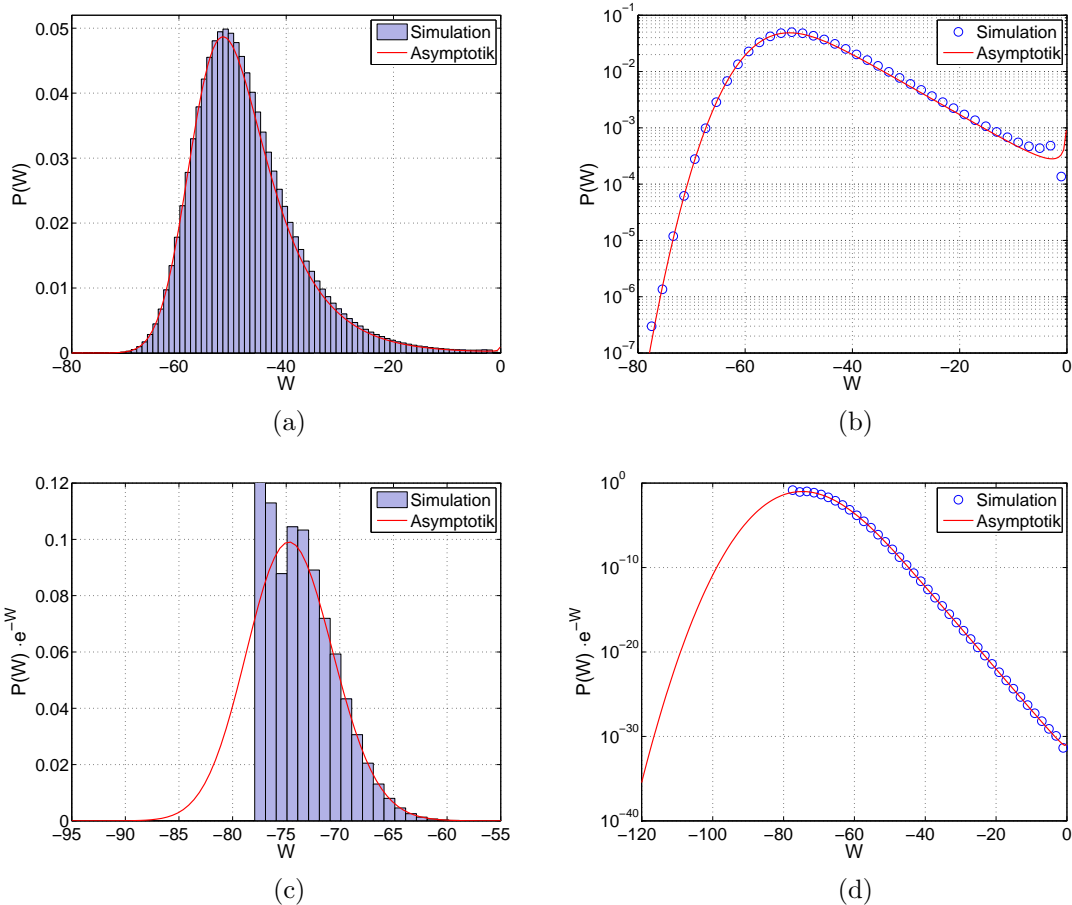 0.05
0.04
0.03
0.02
0.01
0
−80 −60 −40 −20 0
P(W)
W
Simulation
Asymptotik
(a)
10−1
10−2
10−3
10−4
10−5
10−6
10−7
−80 −60 −40 −20 0
P(W)
W
Simulation
Asymptotik
(b)
0.12
0.1
0.08
0.06
0.04
0.02
0
−95 −90 −85 −80 −75 −70 −65 −60 −55
P(W) ⋅e−W
W
Simulation
Asymptotik
(c)
100
10−10
10−20
10−30
10−40
−120 −100 −80 −60 −40 −20 0
P(W) ⋅e−W
W
Simulation
Asymptotik
(d)